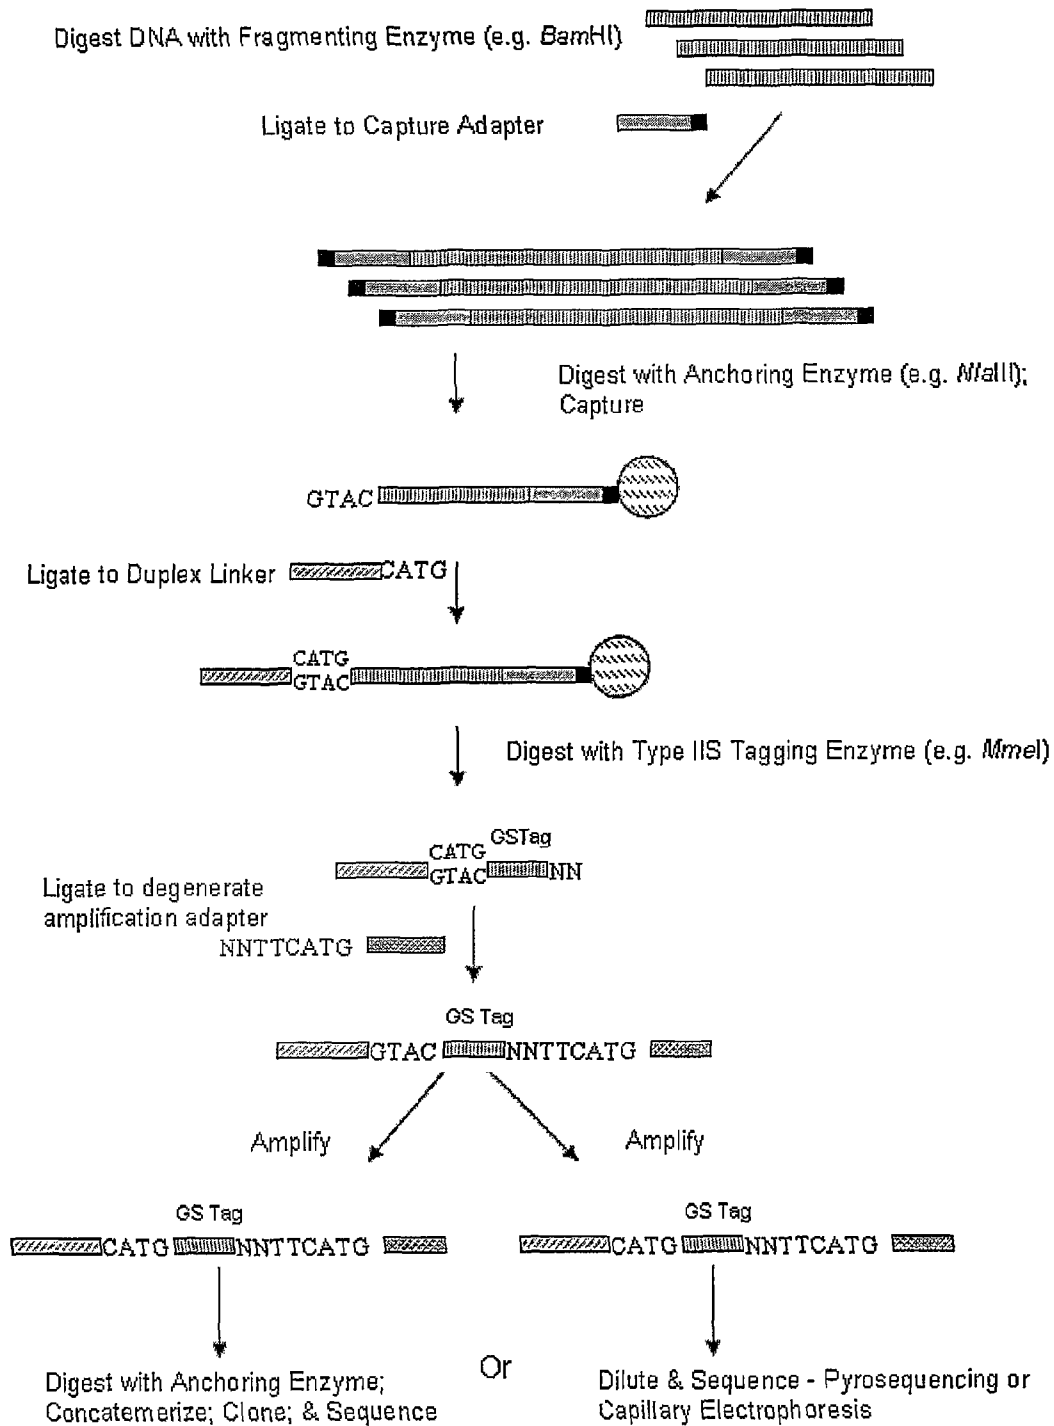 Digest DNA with Fragmenting Enzyme (e.g. BamHI)
Ligate to Capture Adapter
Digest with Anchoring Enzyme (e.g. NlaIII);
Capture
GTAC
Ligate to Duplex Linker
CATG
CATG
GTAC
Digest with Type IIS Tagging Enzyme (e.g. MmeI)
GSTag
CATG
GTAC
NN
Ligate to degenerate
amplification adapter
NNTTCATG
GS Tag
GTAC NNTTCATG
Amplify
Amplify
GS Tag
CATG NNTTCATG
GS Tag
CATG NNTTCATG
Digest with Anchoring Enzyme;
Concatemerize; Clone; & Sequence
Or
Dilute & Sequence - Pyrosequencing or
Capillary Electrophoresis